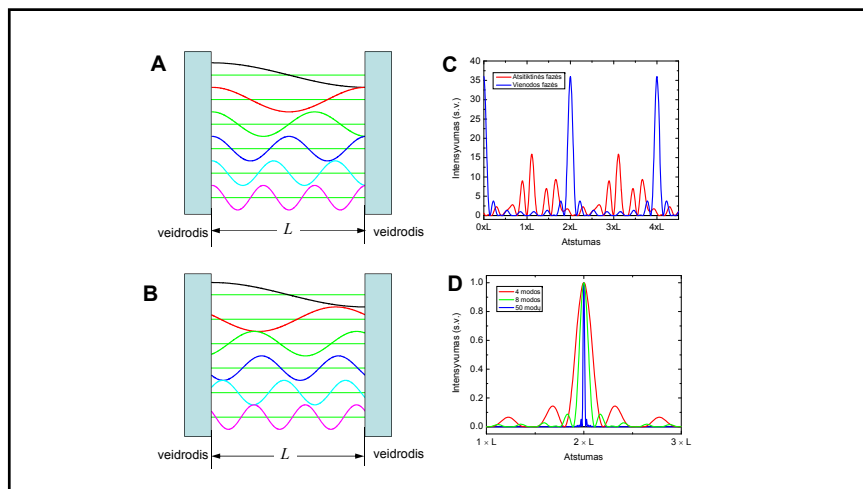 A
veidrodis
L
veidrodis
B
veidrodis
L
veidrodis
C
Intensyvumas (s.v.)
40
35
30
25
20
15
10
5
0
Atsitiktinės fazės
Vienodos fazės
0xL 1xL 2xL 3xL 4xL
Atstumas
D
Intensyvumas (s.v.)
1.0
0.8
0.6
0.4
0.2
0.0
4 modos
8 modos
50 modų
1 × L 2 × L 3 × L
Atstumas